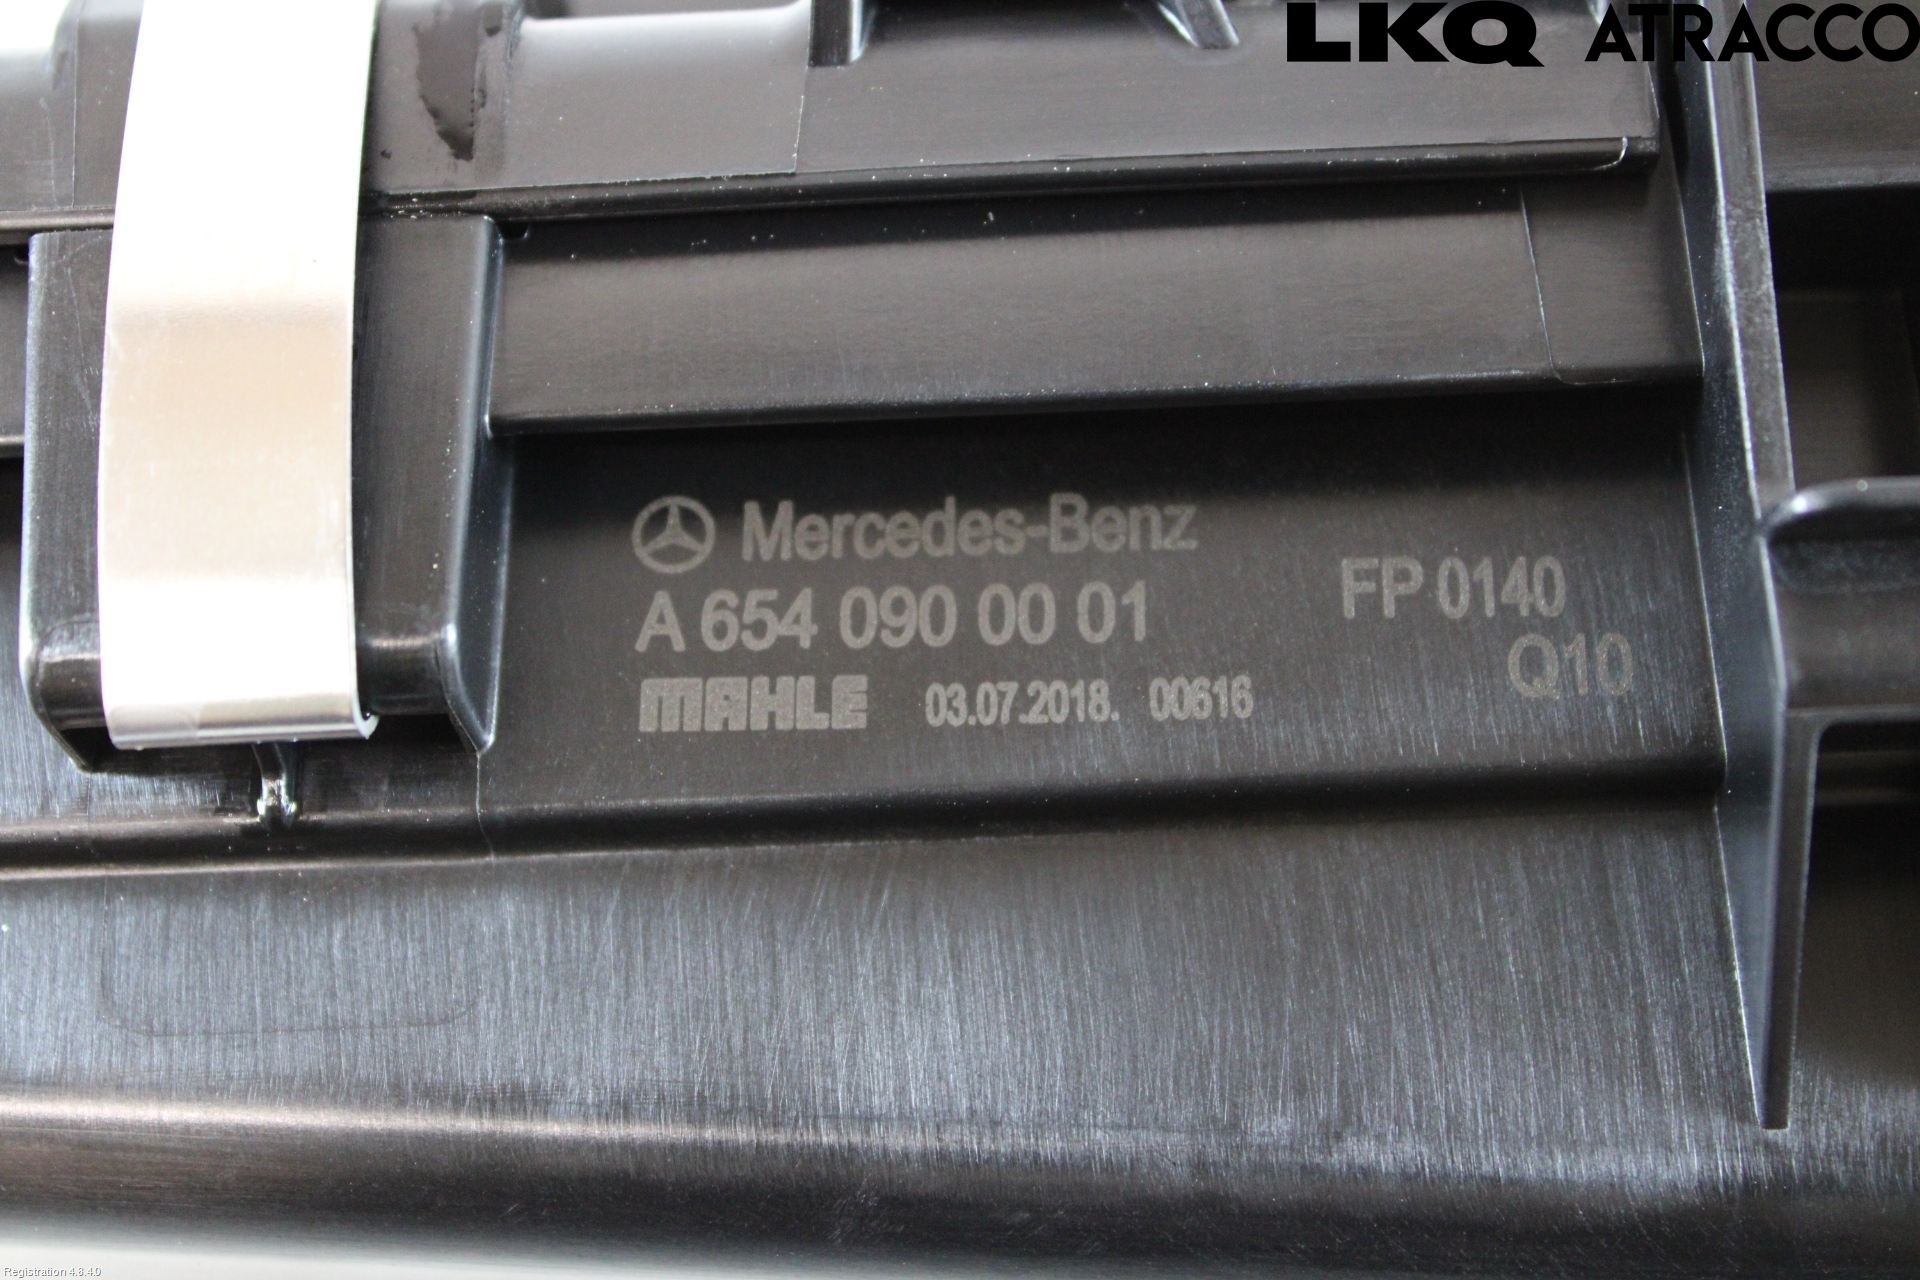 LKQ ATRACCO
Mercedes-Benz
A 654 090 00 01
FP 0140
Q10
MAHLE 03.07.2018. 00616
Registration 4.8.4.0